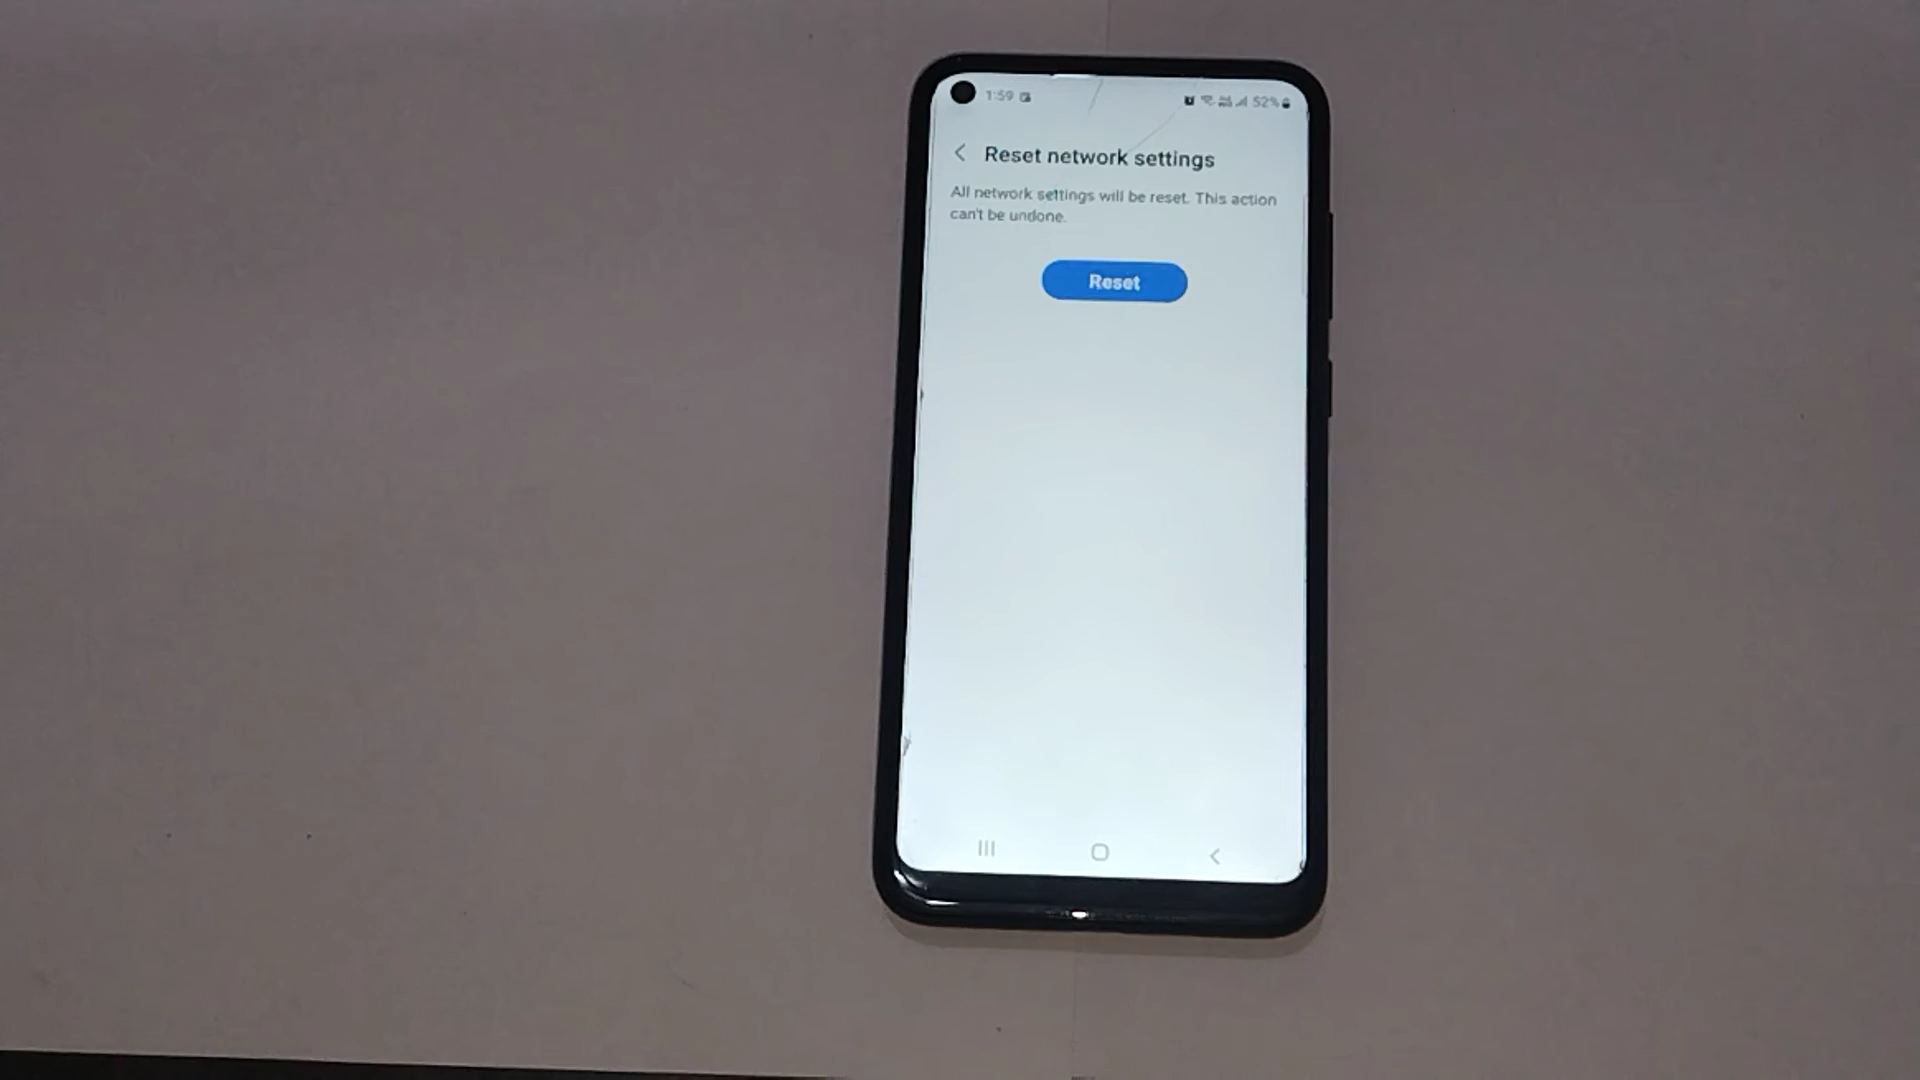 1:59
52%
Reset network settings
All network settings will be reset. This action
can't be undone.
Reset